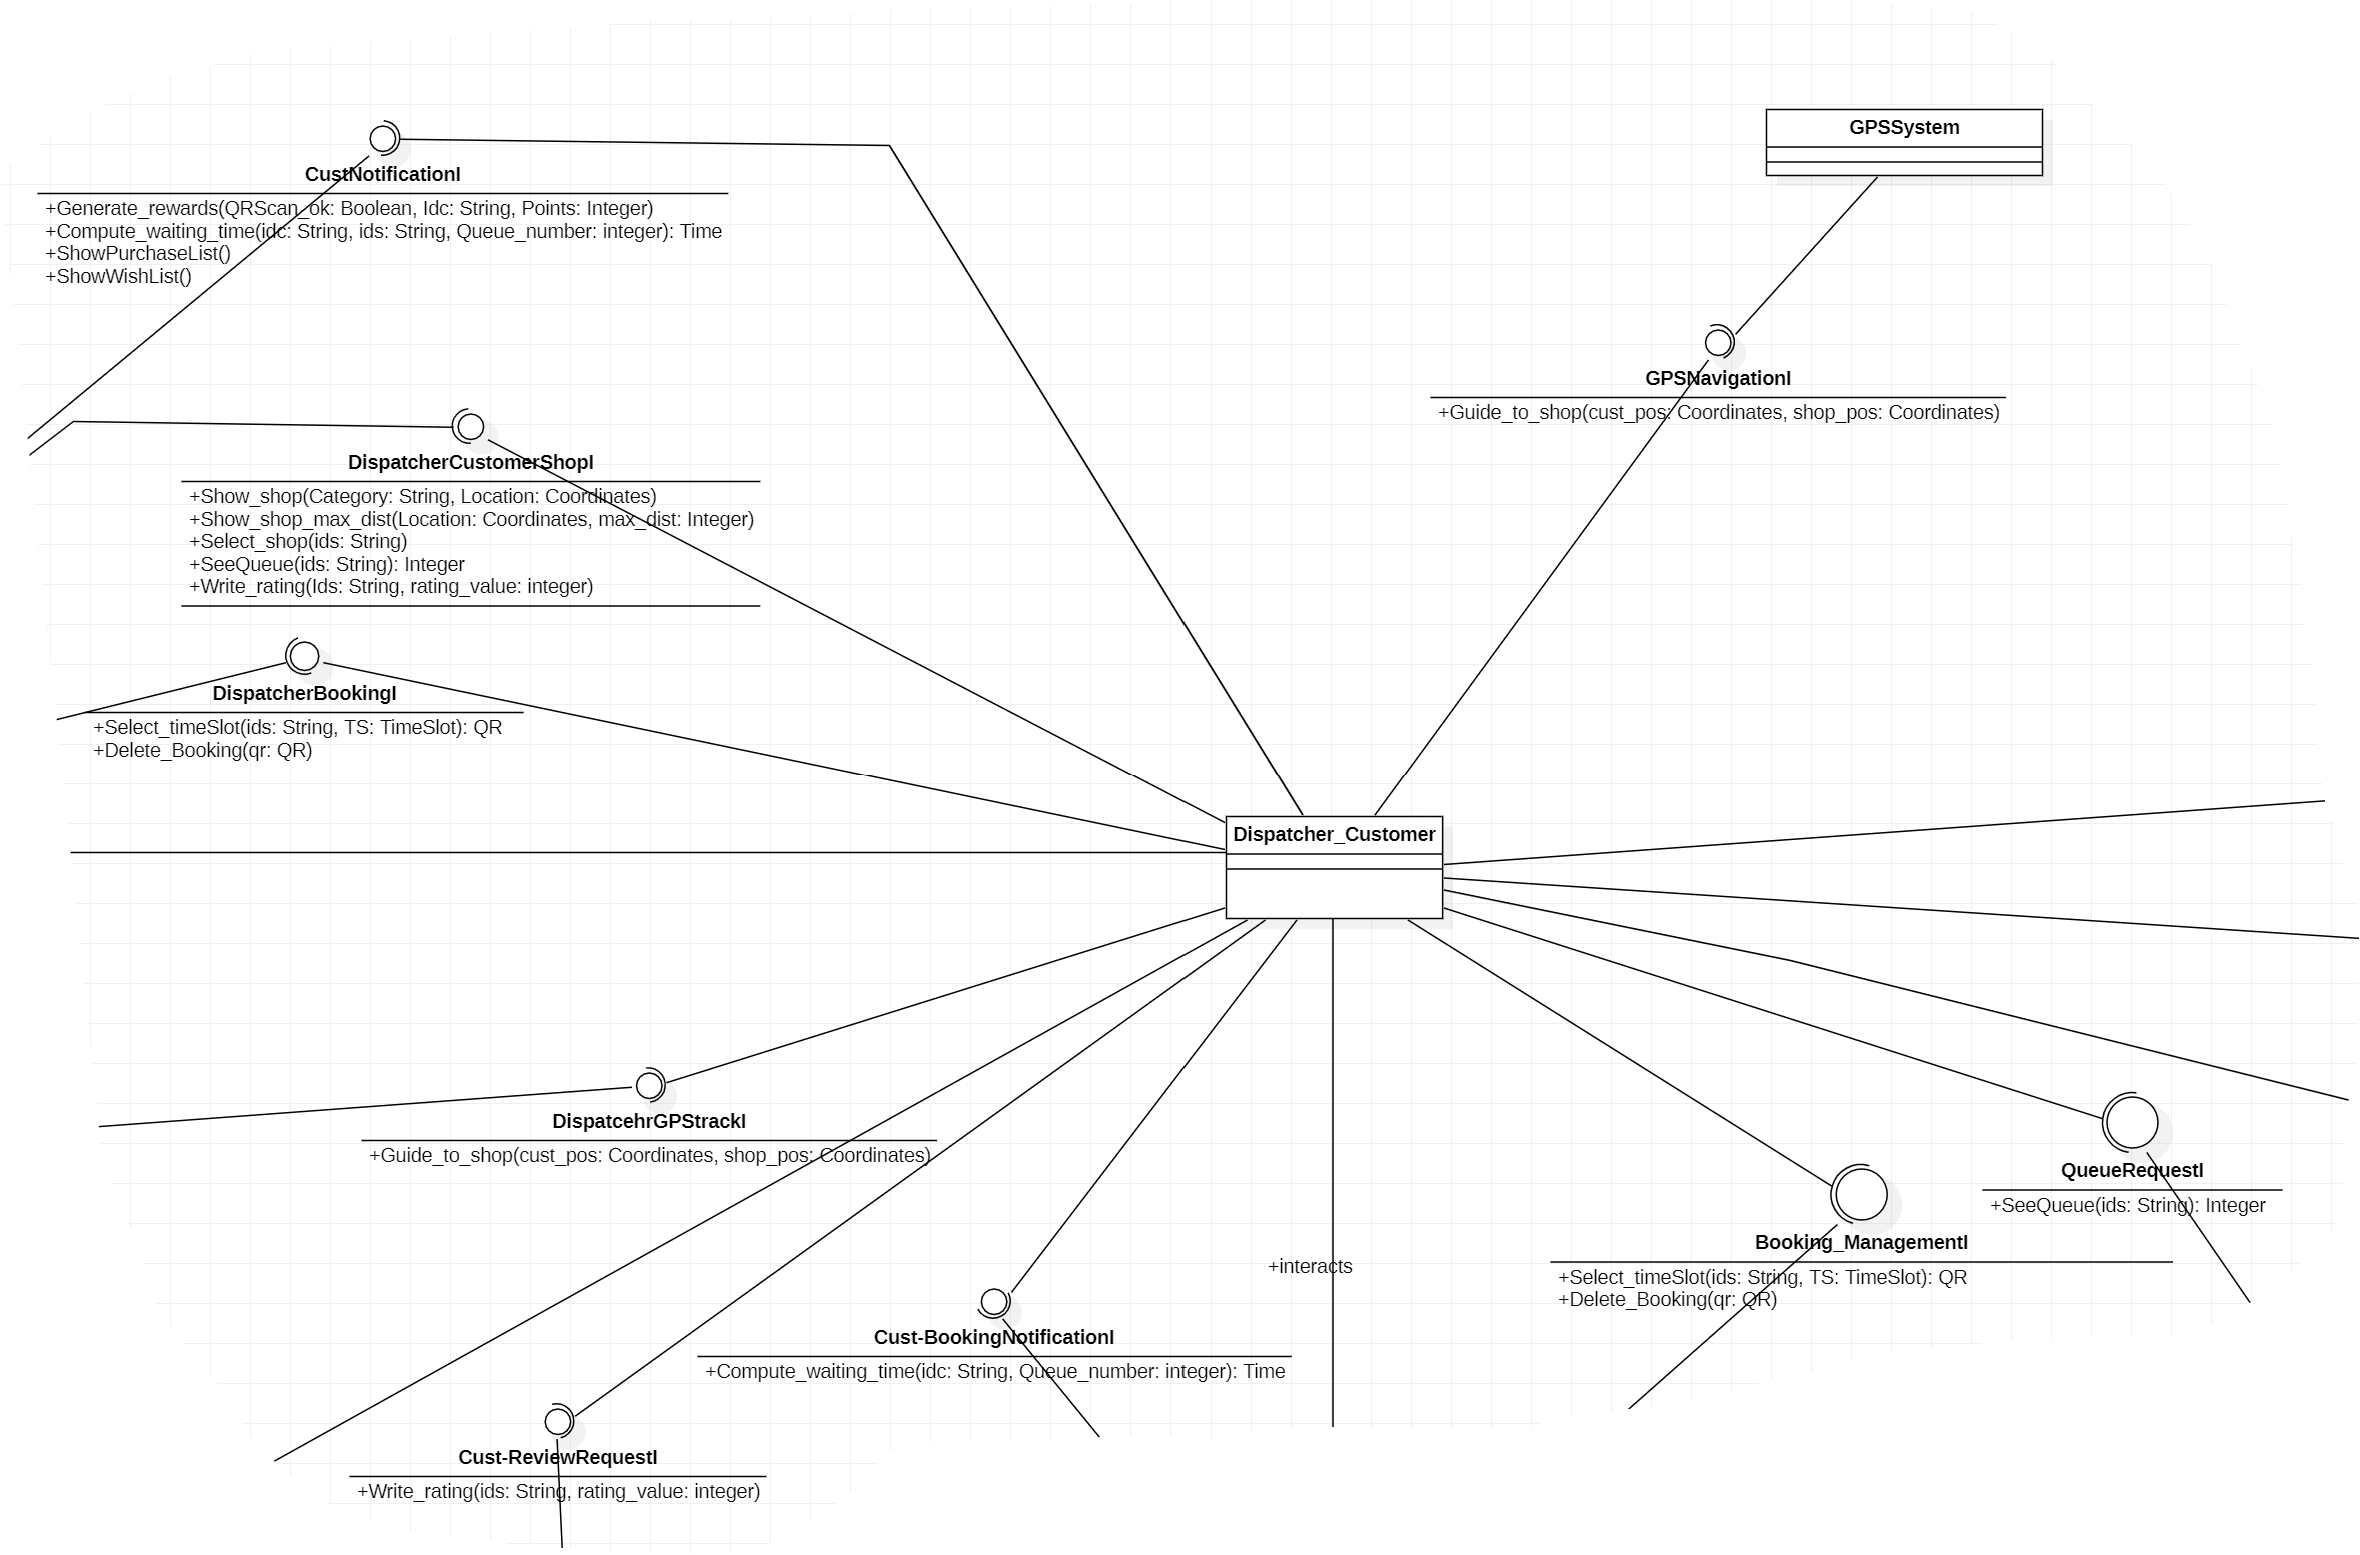 GPSSystem
CustNotificationI
+Generate_rewards(QRScan_ok: Boolean, Idc: String, Points: Integer)
+Compute_waiting_time(idc: String, ids: String, Queue_number: integer): Time
+ShowPurchaseList()
+ShowWishList()
GPSNavigationI
+Guide_to_shop(cust_pos: Coordinates, shop_pos: Coordinates)
DispatcherCustomerShopI
+Show_shop(Category: String, Location: Coordinates)
+Show_shop_max_dist(Location: Coordinates, max_dist: Integer)
+Select_shop(ids: String)
+SeeQueue(ids: String): Integer
+Write_rating(Ids: String, rating_value: integer)
DispatcherBookingI
+Select_timeSlot(ids: String, TS: TimeSlot): QR
+Delete_Booking(qr: QR)
Dispatcher_Customer
DispatcehrGPStrackI
+Guide_to_shop(cust_pos: Coordinates, shop_pos: Coordinates)
QueueRequestI
+SeeQueue(ids: String): Integer
Booking_ManagementI
+Select_timeSlot(ids: String, TS: TimeSlot): QR
+Delete_Booking(qr: QR)
+interacts
Cust-BookingNotificationI
+Compute_waiting_time(idc: String, Queue_number: integer): Time
Cust-ReviewRequestI
+Write_rating(ids: String, rating_value: integer)